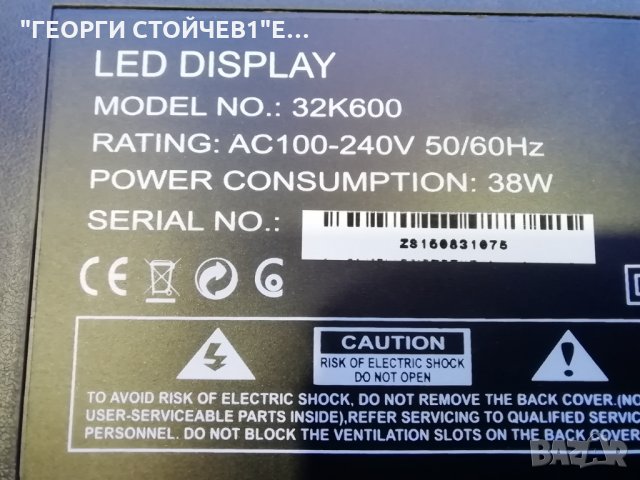 "ГЕОРГИ СТОЙЧЕВ1"Е...
LED DISPLAY
MODEL NO.: 32K600
RATING: AC100-240V 50/60Hz
POWER CONSUMPTION: 38W
SERIAL NO.:
ZS160831075
CE
CAUTION
RISK OF ELECTRIC SHOCK
DO NOT OPEN
TO AVOID RISK OF ELECTRIC SHOCK, DO NOT REMOVE THE BACK COVER.(NO
USER-SERVICEABLE PARTS INSIDE),REFER SERVICING TO QUALIFIED SERVIC
PERSONNEL. DO NOT BLOCK THE VENTILATION SLOTS ON THE BACK COVER.
BAZAR